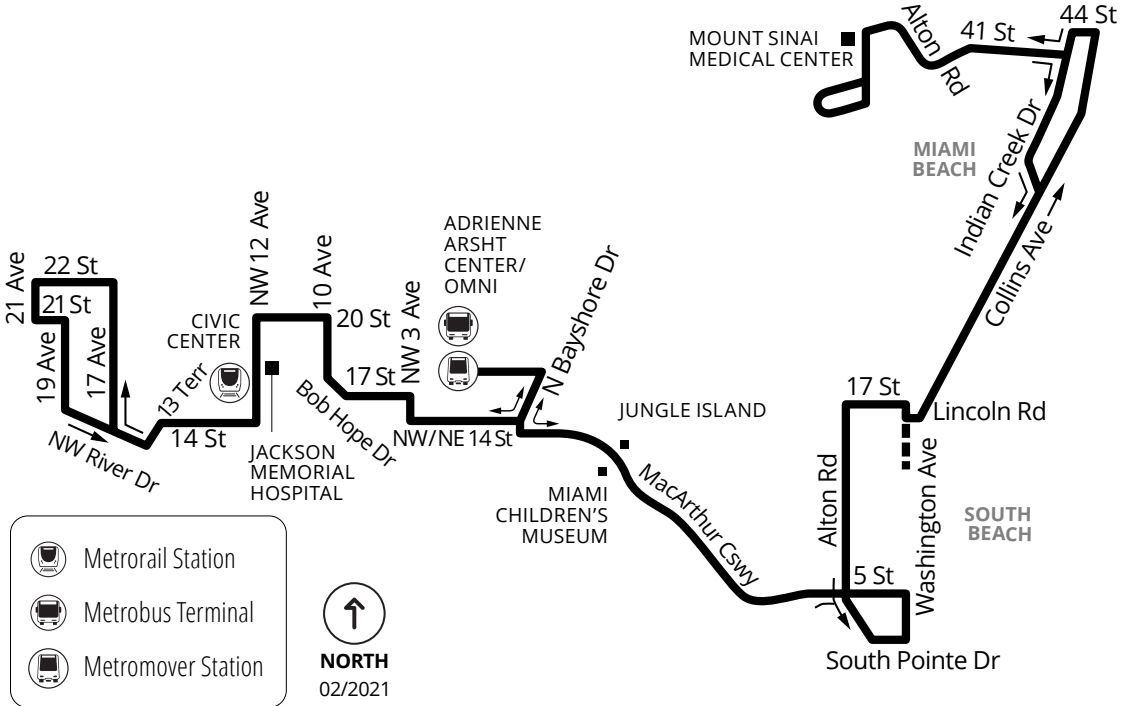 44 St
41 St
Alton
Rd
MOUNT SINAI
MEDICAL CENTER
MIAMI
BEACH
Indian Creek Dr
Collins Ave
21 Ave
22 St
21 St
19 Ave
17 Ave
NW River Dr
13 Terr
14 St
CIVIC
CENTER
NW 12 Ave
10 Ave
20 St
JACKSON
MEMORIAL
HOSPITAL
Bob Hope Dr
17 St
NW 3 Ave
ADRIENNE
ARSHT
CENTER/
OMNI
NW/NE 14 St
N Bayshore Dr
JUNGLE ISLAND
MIAMI
CHILDREN'S
MUSEUM
MacArthur Cswy
17 St
Lincoln Rd
Alton Rd
Washington Ave
SOUTH
BEACH
5 St
South Pointe Dr
Metrorail Station
Metrobus Terminal
Metromover Station
NORTH
02/2021